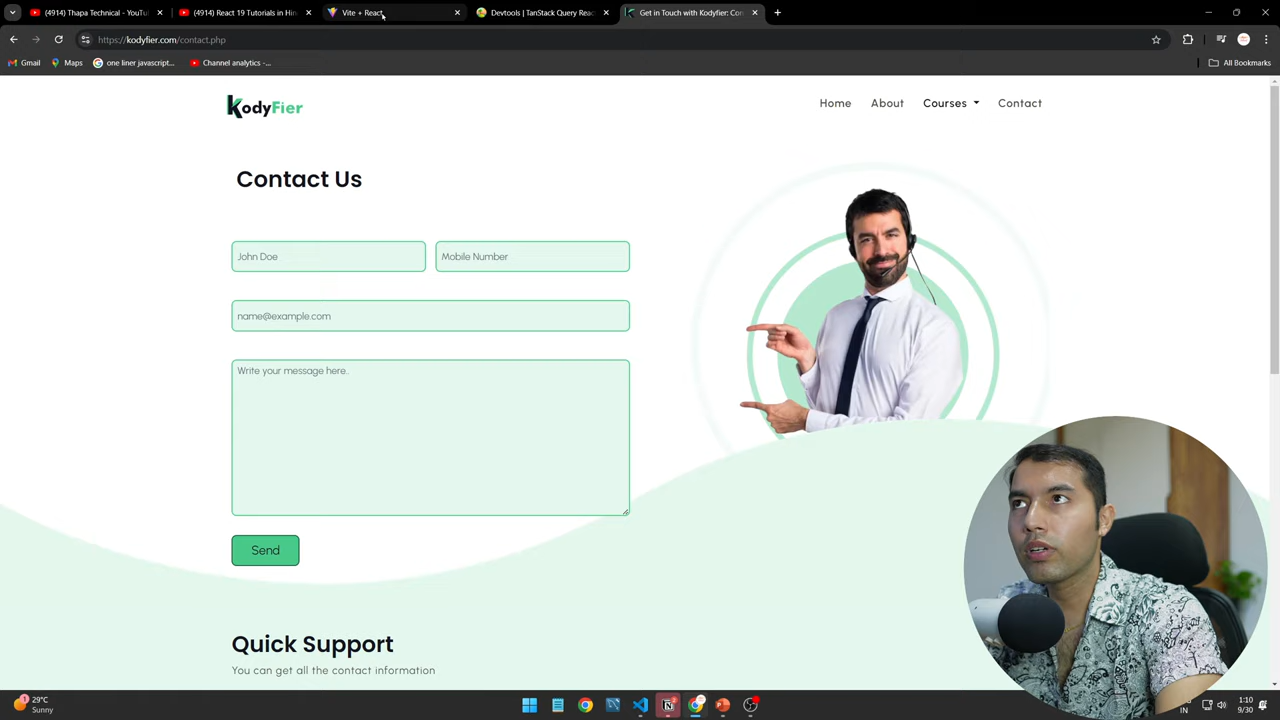 (4914) Thapa Technical - YouTu
(4914) React 19 Tutorials in Hin
Vite + React
Devtools | TanStack Query Reac
Get in Touch with Kodyfier: Con
https://kodyfier.com/contact.php
Gmail
Maps
one liner javascript...
Channel analytics -...
All Bookmarks
KodyFier
Home
About
Courses
Contact
Contact Us
John Doe
Mobile Number
name@example.com
Write your message here..
Send
Quick Support
You can get all the contact information
29°C
Sunny
IN
1:10
9/30